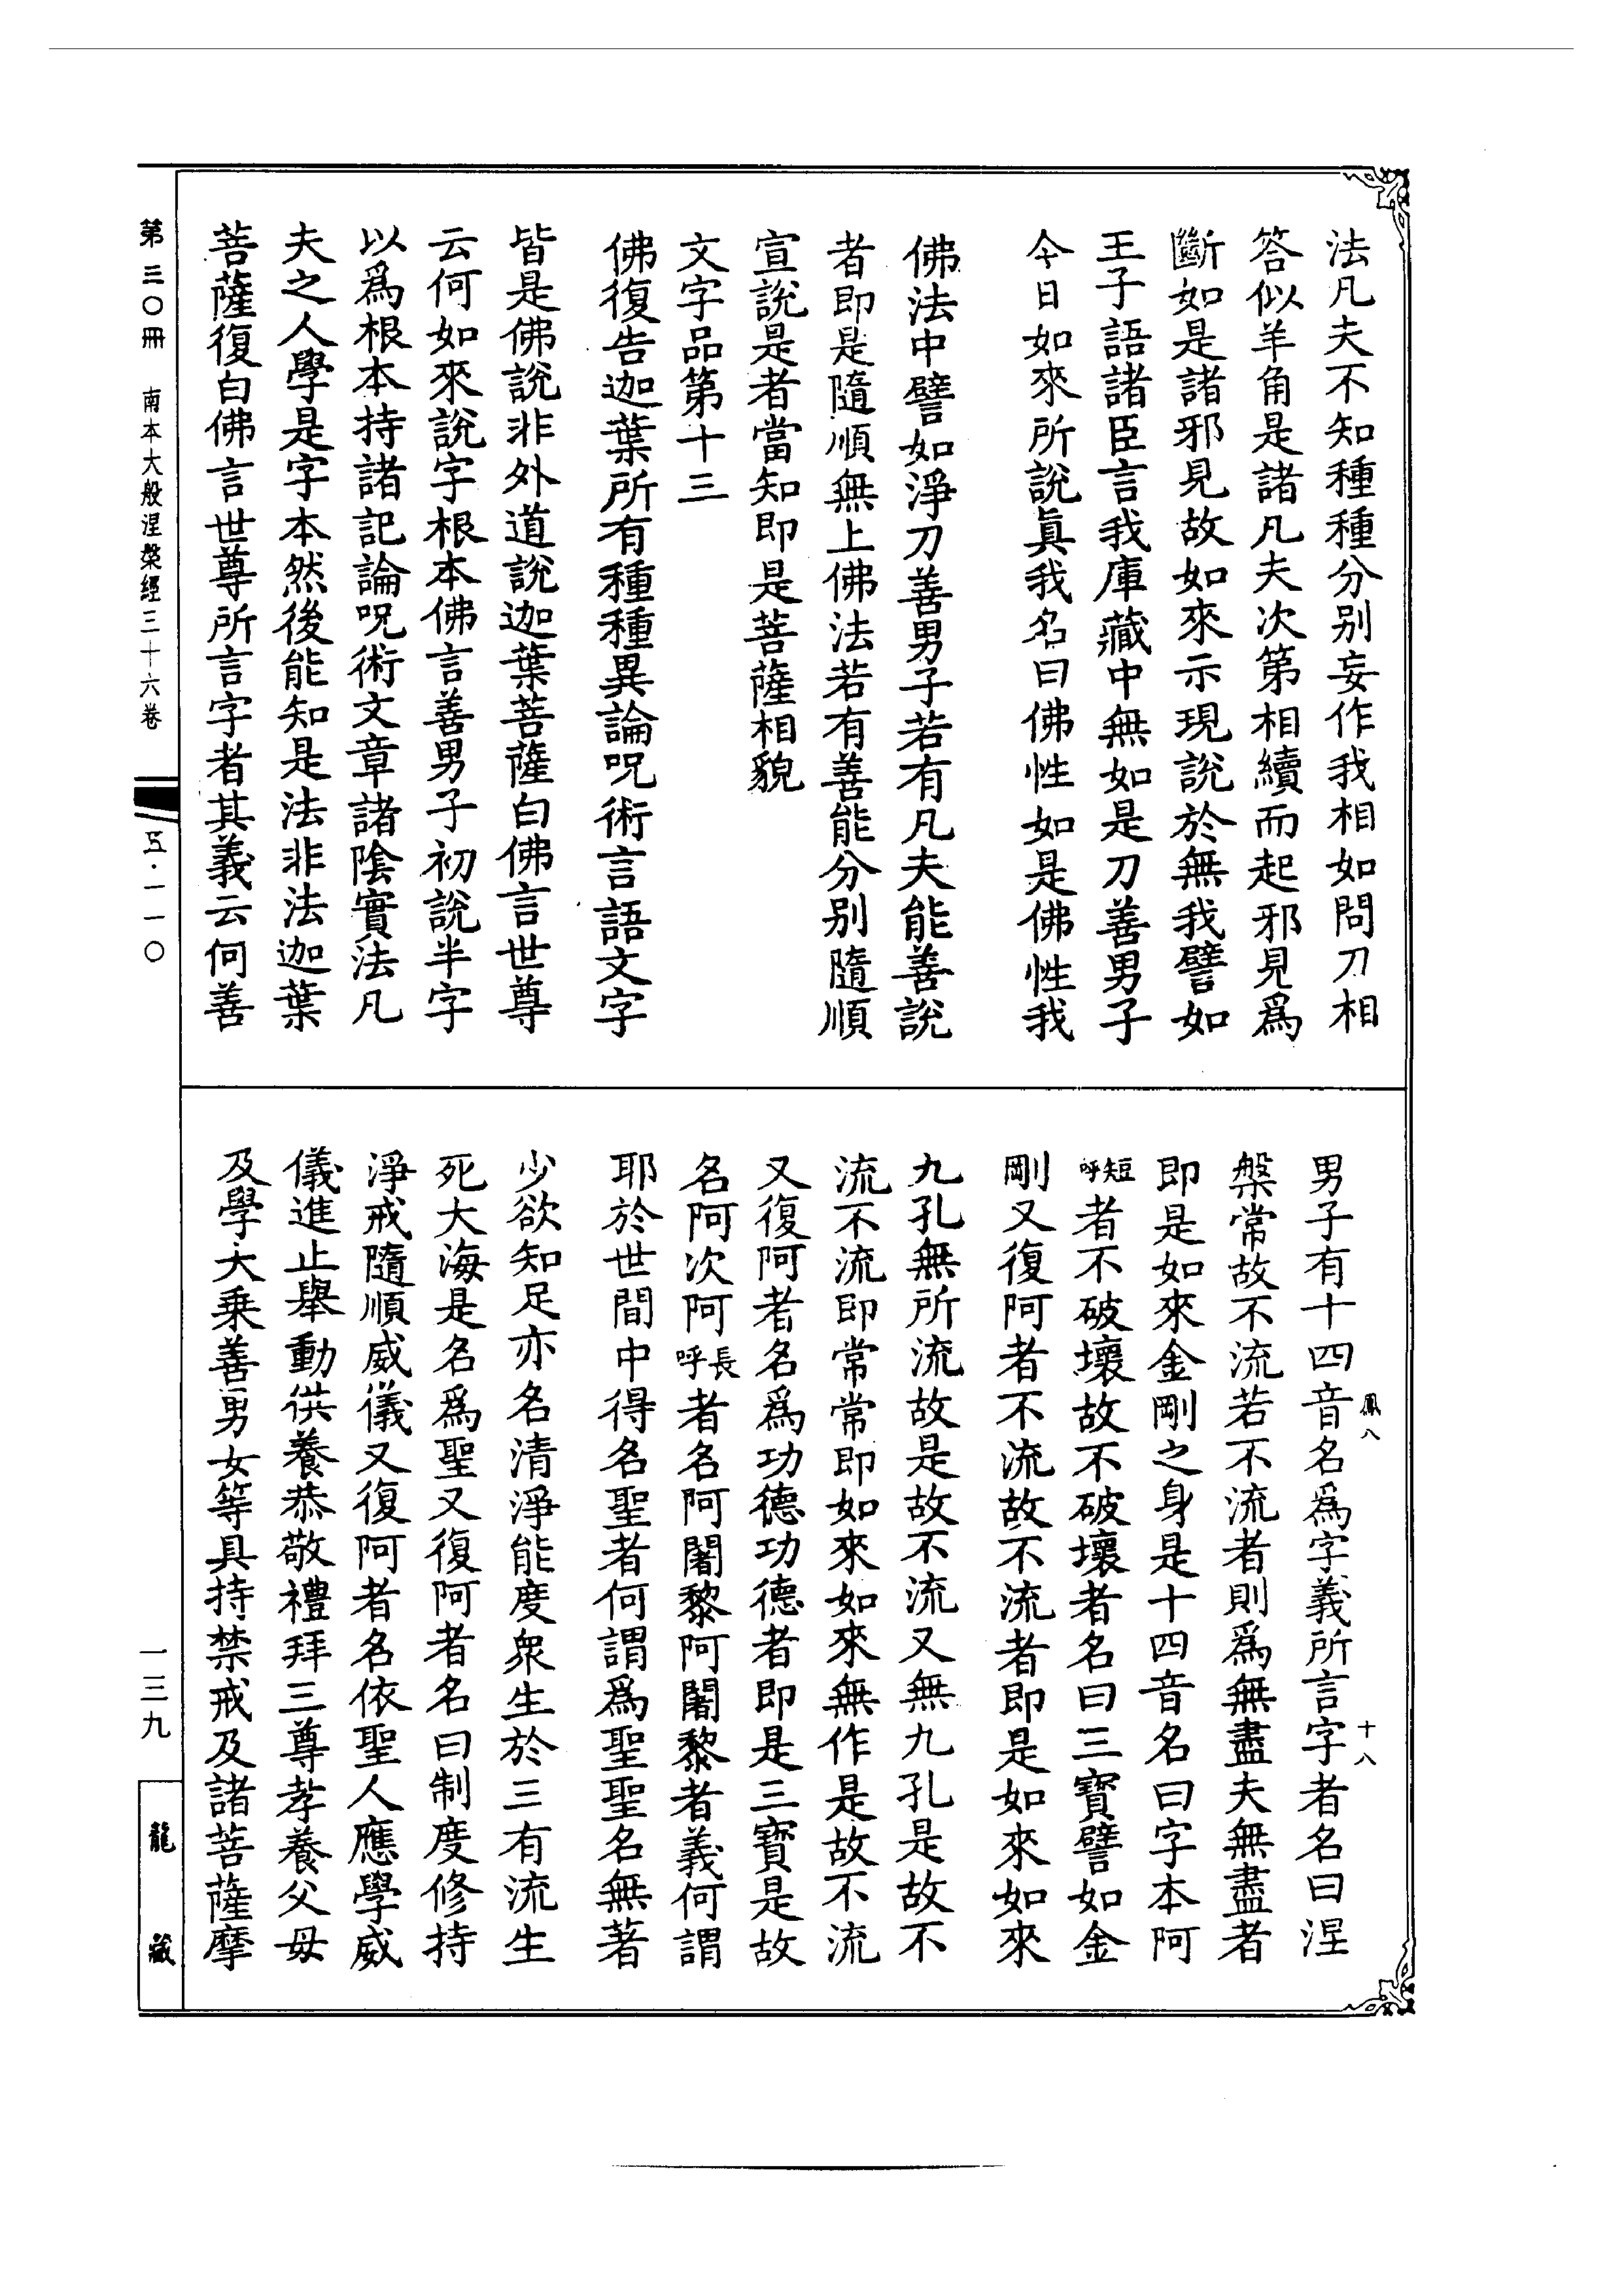 法凡夫不知種種分别妄作我相如問刀相
答似羊角是諸凡夫次第相續而起邪見爲
斷如是諸邪見故如來示現說於無我譬如
王子語諸臣言我庫藏中無如是刀善男子
今日如來所說眞我名曰佛性如是佛性我
佛法中譬如淨刀善男子若有凡夫能善說
者即是隨順無上佛法若有善能分别隨順
宣說是者當知即是菩薩相貌
文字品第十三
佛復告迦葉所有種種異論呪術言語文字
皆是佛說非外道說迦葉菩薩白佛言世尊
云何如來說字根本佛言善男子初說半字
以爲根本持諸記論呪術文章諸陰實法凡
夫之人學是字本然後能知是法非法迦葉
菩薩復白佛言世尊所言字者其義云何善
男子有十四音名爲字義所言字者名曰涅
槃常故不流若不流者則爲無盡夫無盡者
即是如來金剛之身是十四音名曰字本阿
短呼者不破壞故不破壞者名曰三寶譬如金
剛又復阿者不流故不流者即是如來如來
九孔無所流故是故不流又無九孔是故不
流不流即常常即如來如來無作是故不流
又復阿者名爲功德功德者即是三寶是故
名阿次阿長呼者名阿闍黎阿闍黎者義何謂
耶於世間中得名聖者何謂爲聖聖名無著
少欲知足亦名清淨能度衆生於三有流生
死大海是名爲聖又復阿者名曰制度修持
淨戒隨順威儀又復阿者名依聖人應學威
儀進止舉動供養恭敬禮拜三尊孝養父母
及學大乗善男女等具持禁戒及諸菩薩摩
鳳八
十八
第三〇冊 南本大般涅槃經三十六卷
五·一一〇
一三九
龍藏